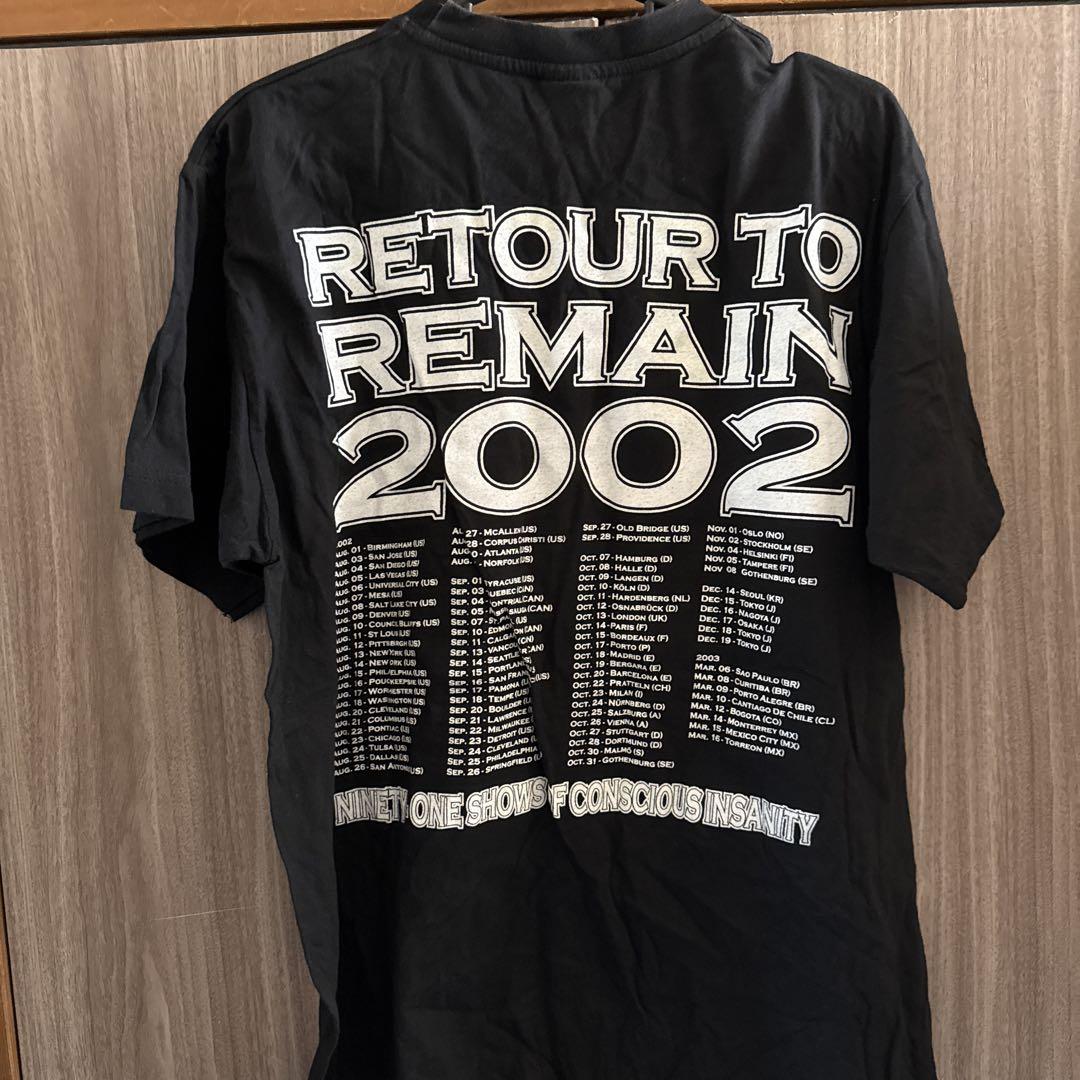 RETOUR TO
REMAIN
2002
AUG. 01 - BIRMINGHAM (US)
AUG. 03 - SAN JOSE (US)
AUG. 04 - SAN DIEGO (US)
AUG. 05 - LAS VEGAS (US)
AUG. 06 - UNIVERSAL CITY (US)
AUG. 07 - MESA (US)
AUG. 08 - SALT LAKE CITY (US)
AUG. 09 - DENVER (US)
AUG. 10 - COUNCIL BLUFFS (US)
AUG. 11 - ST LOUIS (US)
AUG. 12 - PITTSBRGH (US)
AUG. 13 - NEW YORK (US)
AUG. 14 - NEW YORK (US)
AUG. 15 - PHILADELPHIA (US)
AUG. 16 - POUGKEEPSIE (US)
AUG. 17 - WORHESTER (US)
AUG. 18 - WASHINGTON (US)
AUG. 20 - CLEVELAND (US)
AUG. 21 - COLUMBUS (US)
AUG. 22 - PONTIAC (US)
AUG. 23 - CHICAGO (US)
AUG. 24 - TULSA (US)
AUG. 25 - DALLAS (US)
AUG. 26 - SAN ANTONIO (US)
27 - MCALLEN (US)
28 - CORPUS CHRISTI (US)
ATLANTA (US)
NORFOLK (US)
SEP. 01 SYRACUSE (US)
SEP. 03 QUEBEC (CAN)
SEP. 04 - MONTREAL (CAN)
SEP. 05 - (CAN)
SEP. 07 -
SEP. 10 -
SEP. 11 -
SEP. 13 -
SEP. 14 - SEATTLE
SEP. 15 - PORTLAND
SEP. 16 - SAN FRAN (US)
SEP. 17 - PAMONA
SEP. 18 - TEMPE (US)
SEP. 20 - BOULDER
SEP. 21 - LAWRENCE
SEP. 22 - MILWAUKEE
SEP. 23 - DETROIT (US)
SEP. 24 - CLEVELAND
SEP. 25 - PHILADELPHIA
SEP. 26 - SPRINGFIELD
SEP. 27 - OLD BRIDGE (US)
SEP. 28 - PROVIDENCE (US)
OCT. 07 - HAMBURG (D)
OCT. 08 - HALLE (D)
OCT. 09 - LANGEN (D)
OCT. 10 - KÖLN (D)
OCT. 11 - HARDENBERG (NL)
OCT. 12 - OSNABRÜCK (D)
OCT. 13 - LONDON (UK)
OCT. 14 - PARIS (F)
OCT. 15 - BORDEAUX (F)
OCT. 17 - PORTO (P)
OCT. 18 - MADRID (E)
OCT. 19 - BERGARA (E)
OCT. 20 - BARCELONA (E)
OCT. 22 - PRATTELN (CH)
OCT. 23 - MILAN (I)
OCT. 24 - NÜRNBERG (D)
OCT. 25 - SALZBURG (A)
OCT. 26 - VIENNA (A)
OCT. 27 - STUTTGART (D)
OCT. 28 - DORTMUND (D)
OCT. 30 - MALMÖ (S)
OCT. 31 - GOTHENBURG (SE)
NOV. 01 - OSLO (NO)
NOV. 02 - STOCKHOLM (SE)
NOV. 04 - HELSINKI (FI)
NOV. 05 - TAMPERE (FI)
NOV 08 GOTHENBURG (SE)
DEC. 14 - SEOUL (KR)
DEC- 15 - TOKYO (J)
DEC. 16 - NAGOYA (J)
DEC. 17 - OSAKA (J)
DEC. 18 - TOKYO (J)
DEC. 19 - TOKYO (J)
2003
MAR. 06 - SAO PAULO (BR)
MAR. 08 - CURITIBA (BR)
MAR. 09 - PORTO ALEGRE (BR)
MAR. 10 - CANTIAGO DE CHILE (CL)
MAR. 12 - BOGOTA (CO)
MAR. 14 - MONTERREY (MX)
MAR. 15 - MEXICO CITY (MX)
MAR. 16 - TORREON (MX)
NINETY ONE SHOWS OF CONSCIOUS INSANITY